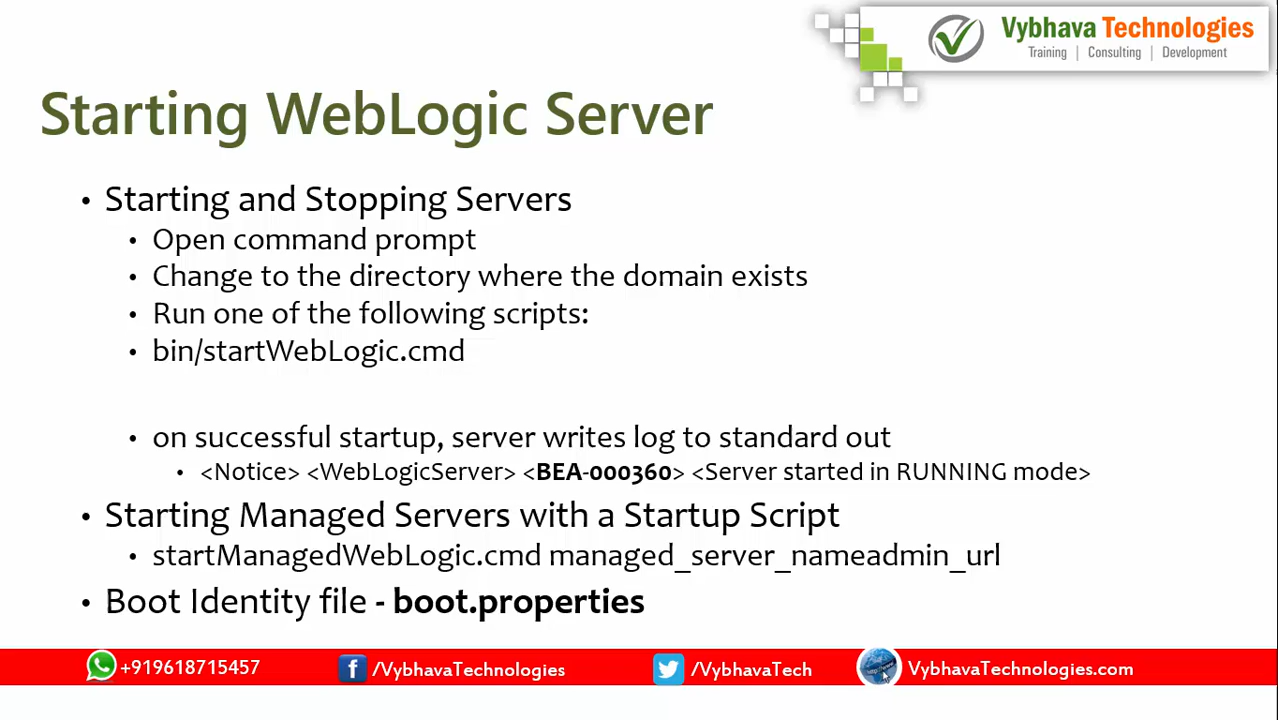 Vybhava Technologies
Training | Consulting | Development
Starting WebLogic Server
• Starting and Stopping Servers
• Open command prompt
• Change to the directory where the domain exists
• Run one of the following scripts:
• bin/startWebLogic.cmd
• on successful startup, server writes log to standard out
• <Notice> <WebLogicServer> <BEA-000360> <Server started in RUNNING mode>
• Starting Managed Servers with a Startup Script
• startManagedWebLogic.cmd managed_server_nameadmin_url
• Boot Identity file - boot.properties
+919618715457 /VybhavaTechnologies /VybhavaTech VybhavaTechnologies.com